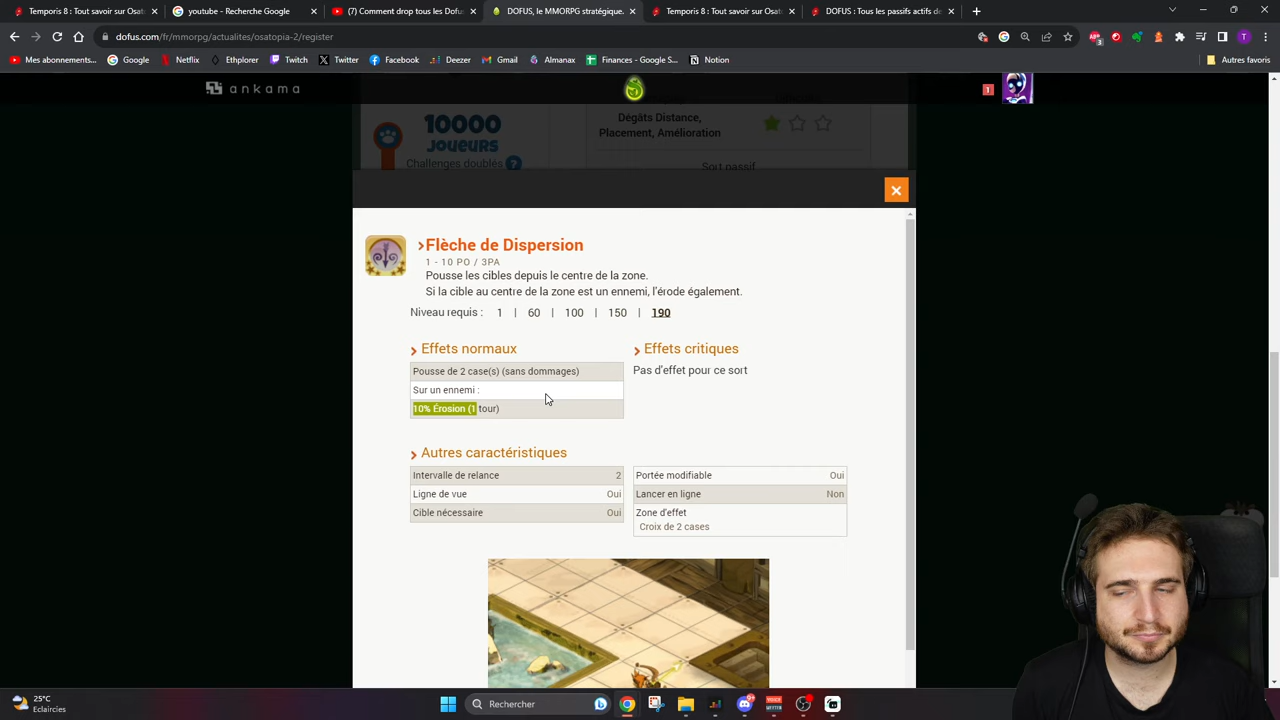 Temporis 8 : Tout savoir sur Osat
youtube - Recherche Google
(7) Comment drop tous les Dofus
DOFUS, le MMORPG stratégique.
Temporis 8 : Tout savoir sur Osat
DOFUS : Tous les passifs actifs de
dofus.com/fr/mmorpg/actualites/osatopia-2/register
Mes abonnements...
Google
Netflix
Ethplorer
Twitch
Twitter
Facebook
Deezer
Gmail
Almanax
Finances - Google S...
Notion
Autres favoris
ankama
1
10000
JOUEURS
Challenges doublés ?
Dégâts Distance,
Placement, Amélioration
Sort passif
Flèche de Dispersion
1 - 10 PO / 3PA
Pousse les cibles depuis le centre de la zone.
Si la cible au centre de la zone est un ennemi, l'érode également.
Niveau requis : 1 | 60 | 100 | 150 | 190
Effets normaux
Pousse de 2 case(s) (sans dommages)
Sur un ennemi :
10% Érosion (1 tour)
Effets critiques
Pas d'effet pour ce sort
Autres caractéristiques
Intervalle de relance 2
Ligne de vue Oui
Cible nécessaire Oui
Portée modifiable Oui
Lancer en ligne Non
Zone d'effet
Croix de 2 cases
25°C
Eclaircies
Rechercher